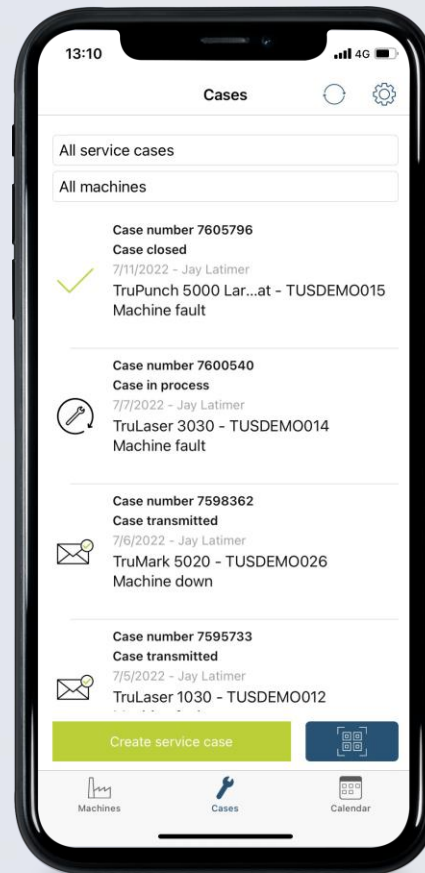 13:10
4G
Cases
All service cases
All machines
Case number 7605796
Case closed
7/11/2022 - Jay Latimer
TruPunch 5000 Lar...at - TUSDEMO015
Machine fault
Case number 7600540
Case in process
7/7/2022 - Jay Latimer
TruLaser 3030 - TUSDEMO014
Machine fault
Case number 7598362
Case transmitted
7/6/2022 - Jay Latimer
TruMark 5020 - TUSDEMO026
Machine down
Case number 7595733
Case transmitted
7/5/2022 - Jay Latimer
TruLaser 1030 - TUSDEMO012
Create service case
Machines
Cases
Calendar